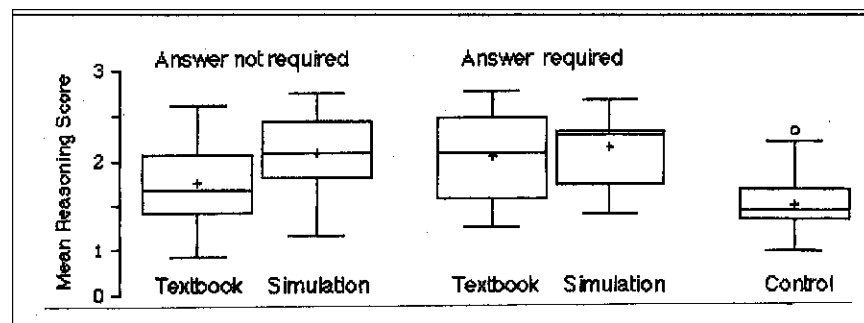 Answer not required Answer required
Mean Reasoning Score
3
2
1
0
Textbook Simulation Textbook Simulation Control